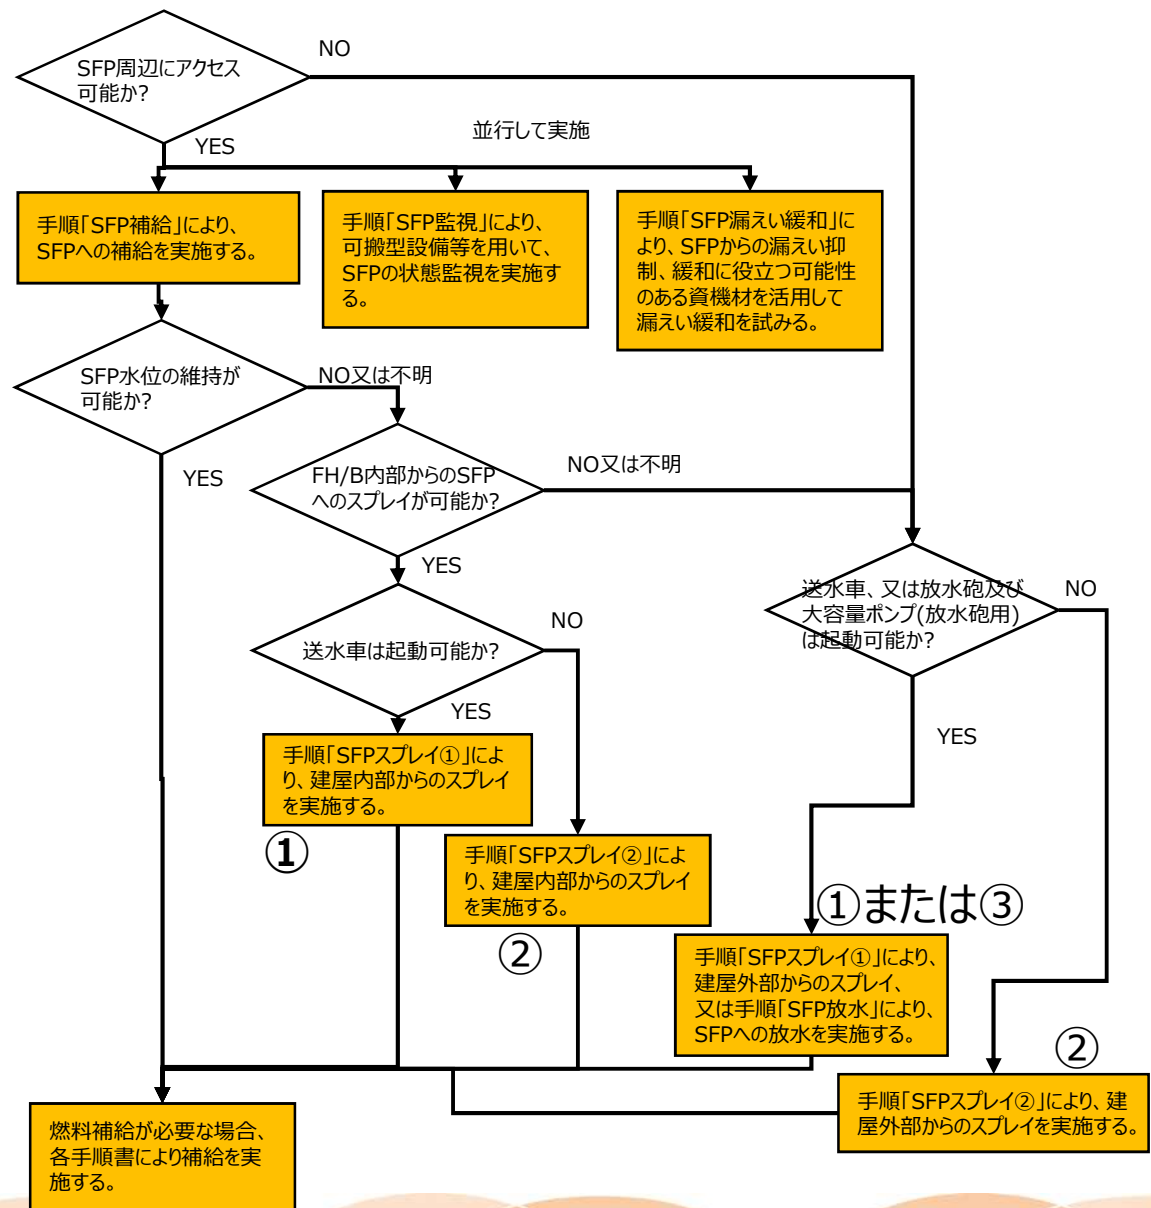 SFP周辺にアクセス
可能か?
NO
YES
並行して実施
手順「SFP補給」により、
SFPへの補給を実施する。
手順「SFP監視」により、
可搬型設備等を用いて、
SFPの状態監視を実施す
る。
手順「SFP漏えい緩和」に
より、SFPからの漏えい抑
制、緩和に役立つ可能性
のある資機材を活用して
漏えい緩和を試みる。
SFP水位の維持が
可能か?
NO又は不明
YES
FH/B内部からのSFP
へのスプレイが可能か?
NO又は不明
YES
送水車、又は放水砲及び
大容量ポンプ(放水砲用)
は起動可能か?
NO
YES
送水車は起動可能か?
NO
YES
手順「SFPスプレイ①」によ
り、建屋内部からのスプレイ
を実施する。
①
手順「SFPスプレイ②」によ
り、建屋内部からのスプレイ
を実施する。
②
①または③
手順「SFPスプレイ①」により、
建屋外部からのスプレイ、
又は手順「SFP放水」により、
SFPへの放水を実施する。
②
手順「SFPスプレイ②」により、建
屋外部からのスプレイを実施する。
燃料補給が必要な場合、
各手順書により補給を実
施する。